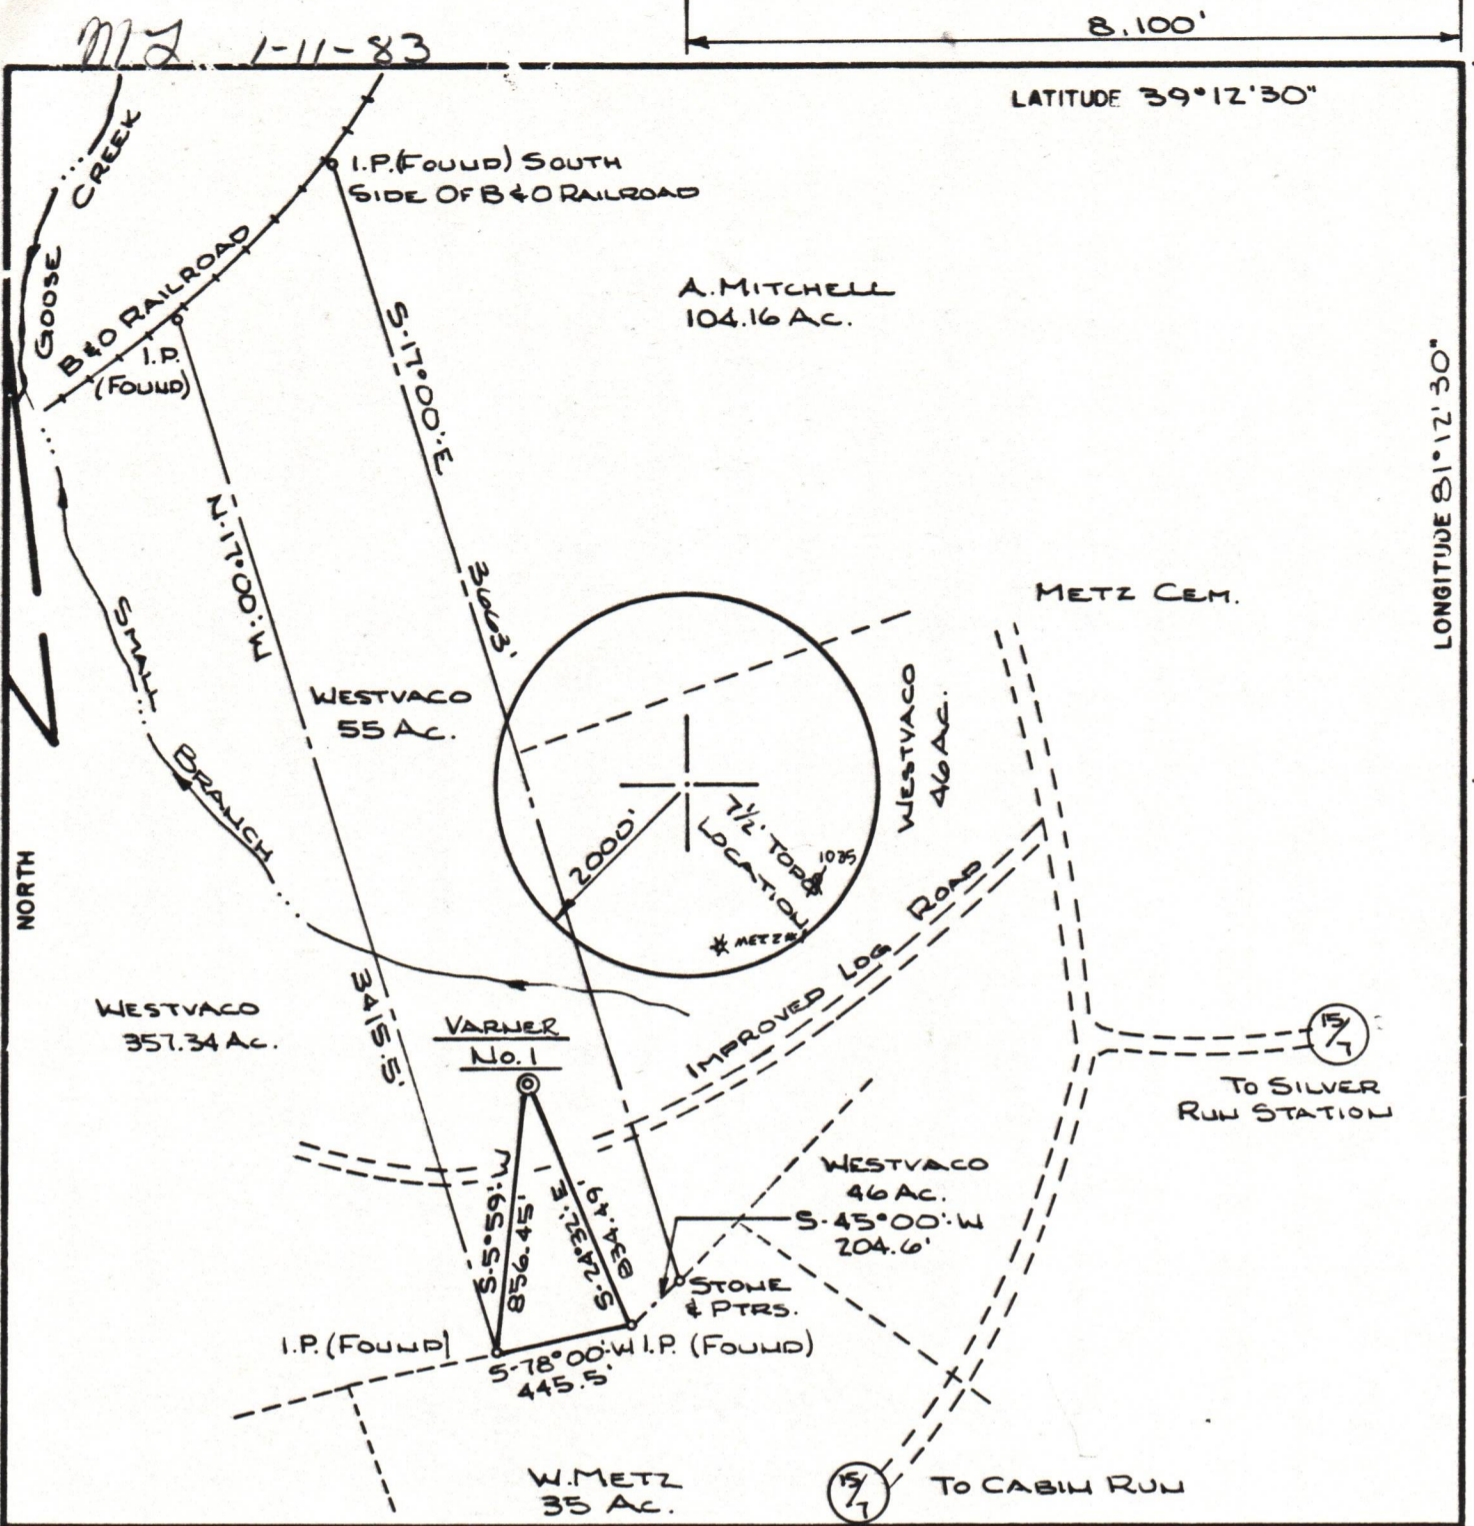 8,100'
1-11-83
LATITUDE 39°12'30"
GOOSE CREEK
I.P. (FOUND) SOUTH
SIDE OF B & O RAILROAD
B & O RAILROAD
I.P.
(FOUND)
A. MITCHELL
104.16 AC.
S-17°00'-E
3663'
LONGITUDE 81°12'30"
N-17°00'-W
3415.5'
METZ CEM.
SMALL BRANCH
WESTVACO
55 AC.
WESTVACO
46 AC.
2000'
7½' TOPO
LOCATION
METZ #1
NORTH
IMPROVED LOG ROAD
WESTVACO
357.34 AC.
VARNER
NO. 1
15/7
TO SILVER
RUN STATION
S-5°59'-W
856.45'
S-24°32'-E
834.49'
WESTVACO
46 AC.
S-45°00'-W
204.6'
STONE
& PTRS.
I.P. (FOUND)
I.P. (FOUND)
S-78°00'-W
445.5'
W. METZ
35 AC.
15/7
TO CABIN RUN